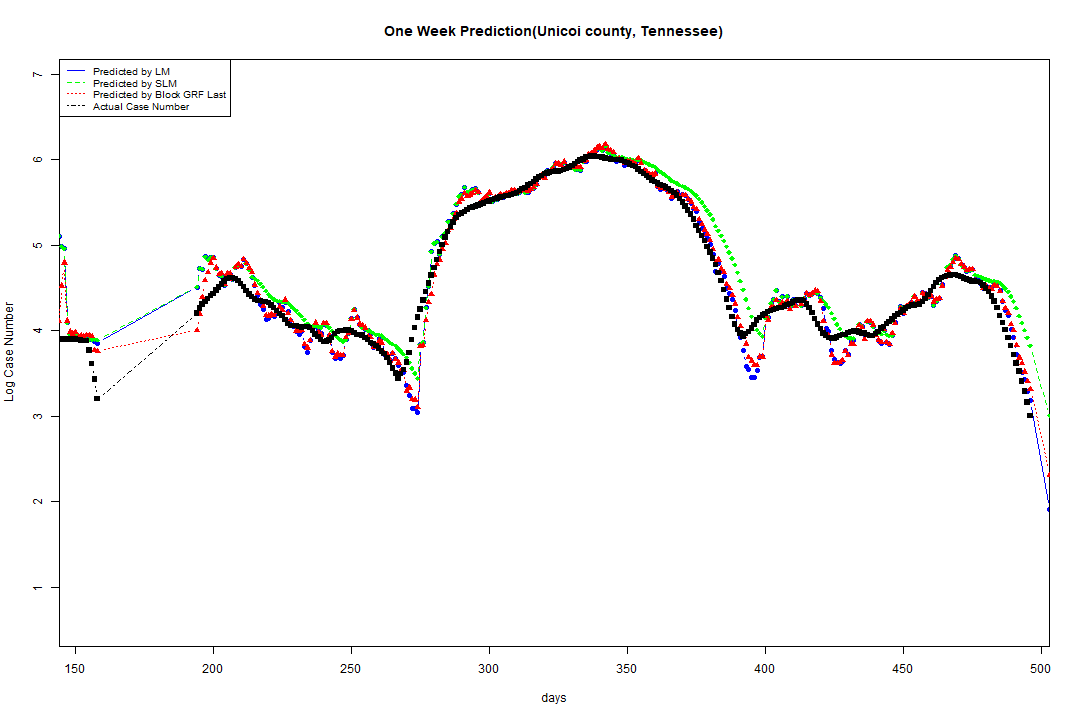 One Week Prediction(Unicoi county, Tennessee)
Predicted by LM
Predicted by SLM
Predicted by Block GRF Last
Actual Case Number
7
6
5
4
3
2
1
Log Case Number
150 200 250 300 350 400 450 500
days